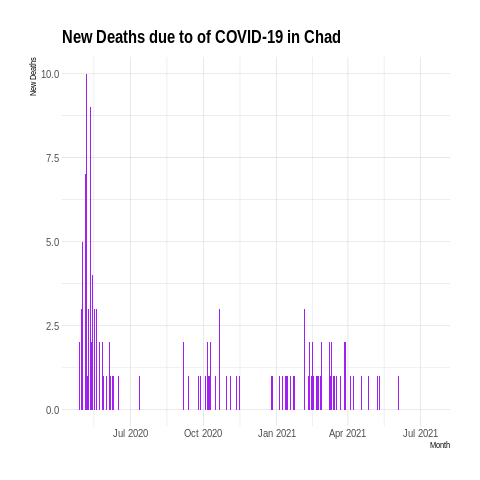 New Deaths due to of COVID-19 in Chad
New Deaths
10.0
7.5
5.0
2.5
0.0
Jul 2020 Oct 2020 Jan 2021 Apr 2021 Jul 2021
Month